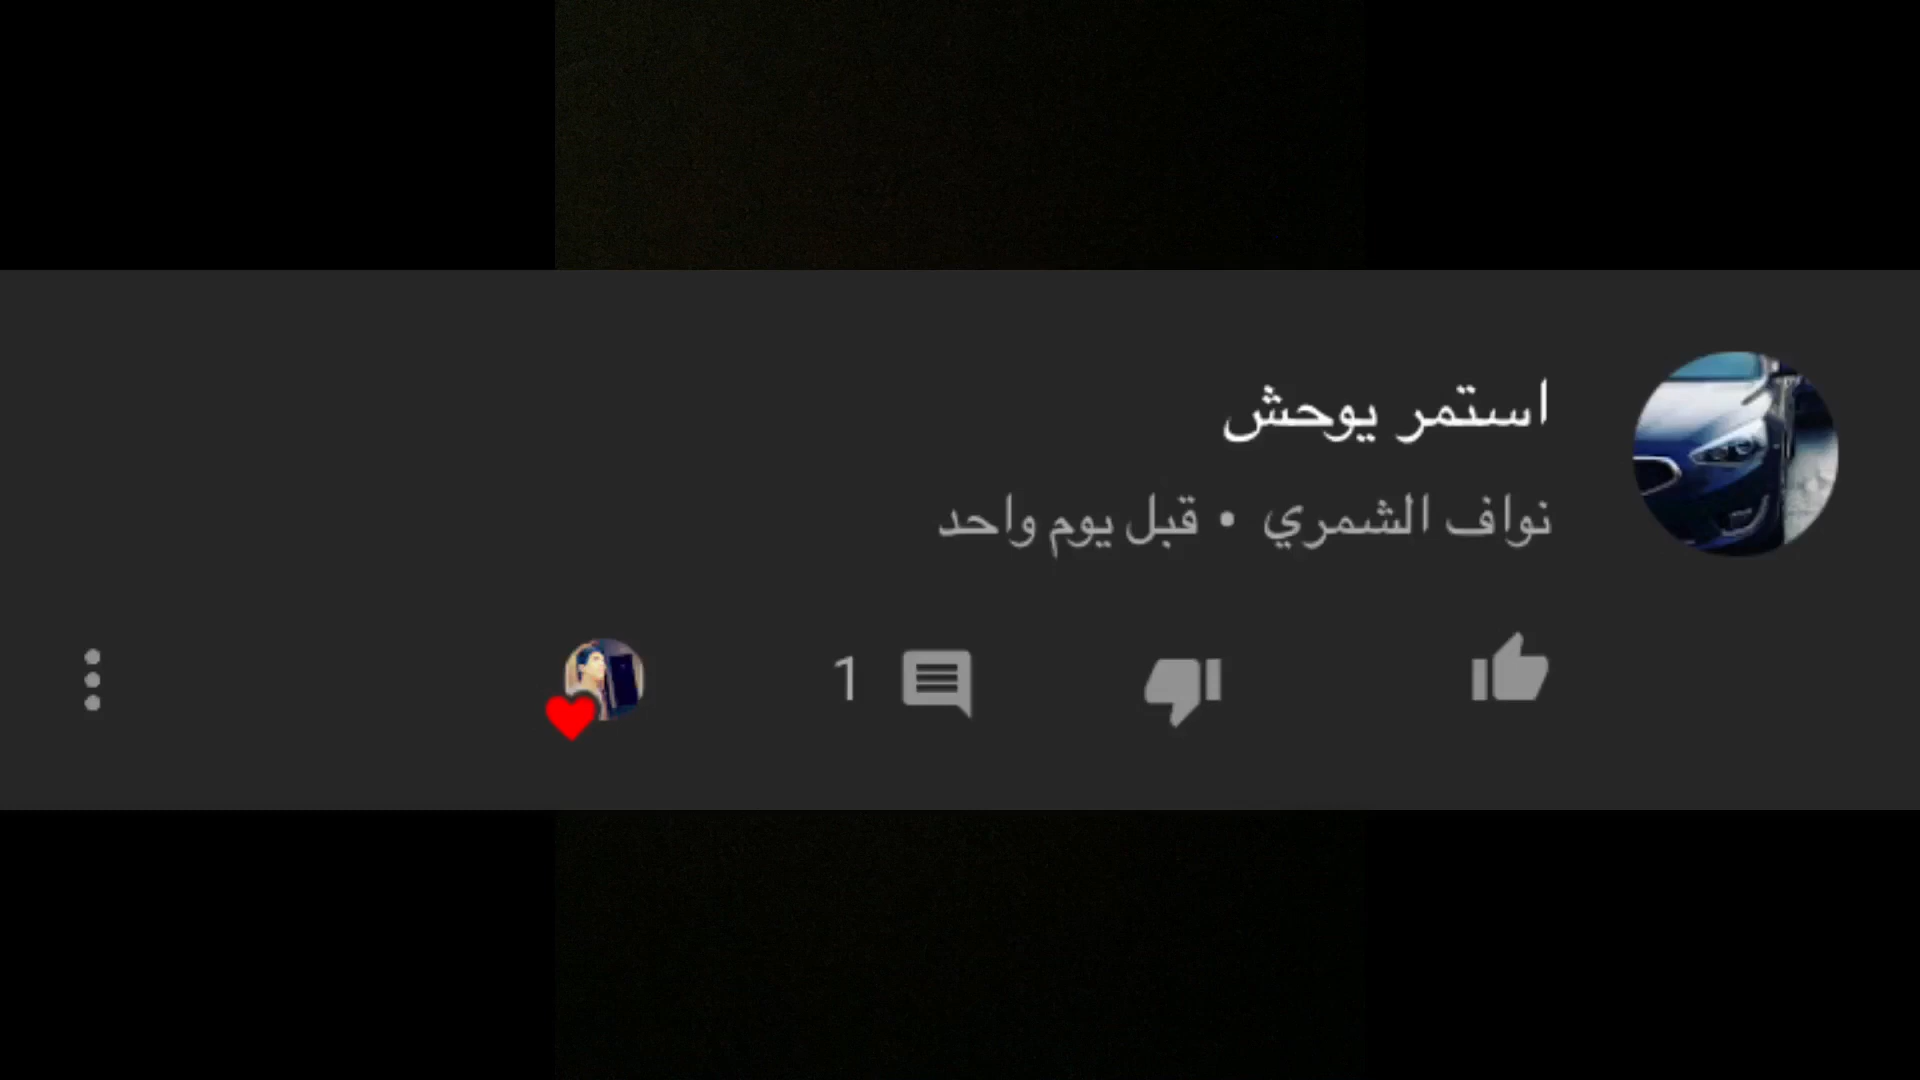 استمر يوحش
نواف الشمري • قبل يوم واحد
1